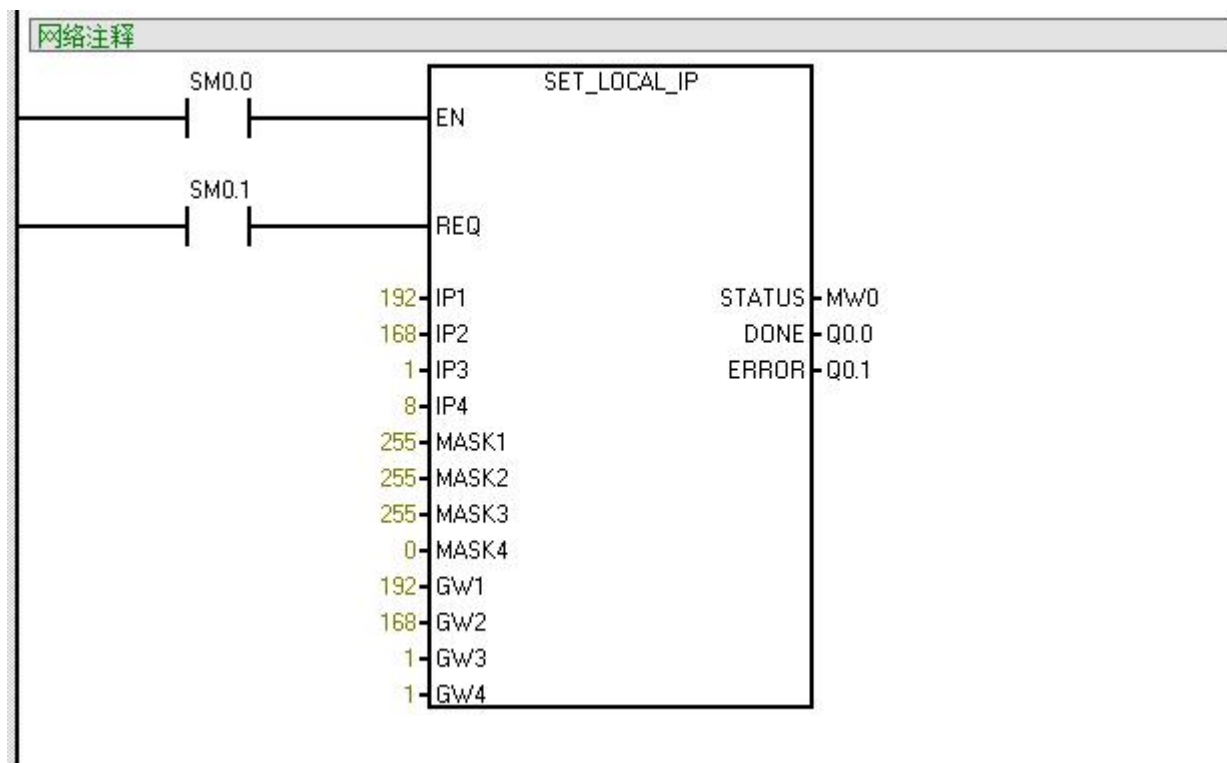 网络注释
SM0.0
SET_LOCAL_IP
EN
SM0.1
REQ
192 IP1 STATUS MW0
168 IP2 DONE Q0.0
1 IP3 ERROR Q0.1
8 IP4
255 MASK1
255 MASK2
255 MASK3
0 MASK4
192 GW1
168 GW2
1 GW3
1 GW4